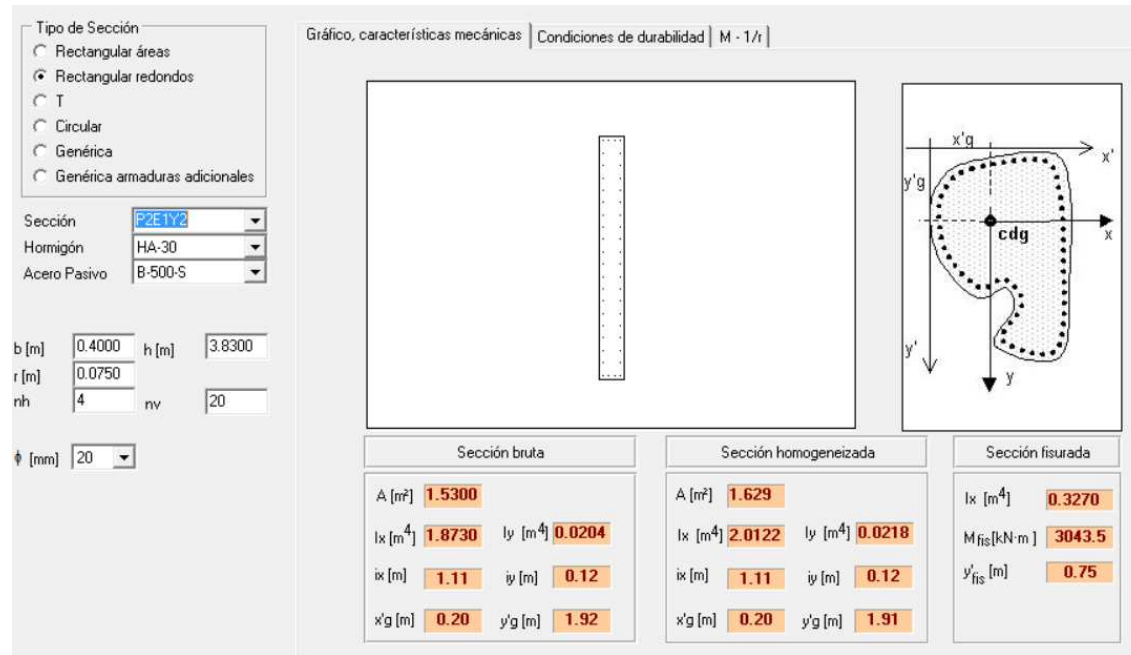 Tipo de Sección
Rectangular áreas
Rectangular redondos
T
Circular
Genérica
Genérica armaduras adicionales
Sección P2E1Y2
Hormigón HA-30
Acero Pasivo B-500-S
b [m] 0.4000 h [m] 3.8300
r [m] 0.0750
nh 4 nv 20
ϕ [mm] 20
Gráfico, características mecánicas Condiciones de durabilidad M - 1/r
x'g
x'
y'g
cdg
x
y'
y
Sección bruta
A [m²] 1.5300
Ix [m⁴] 1.8730 Iy [m⁴] 0.0204
ix [m] 1.11 iy [m] 0.12
x'g [m] 0.20 y'g [m] 1.92
Sección homogeneizada
A [m²] 1.629
Ix [m⁴] 2.0122 Iy [m⁴] 0.0218
ix [m] 1.11 iy [m] 0.12
x'g [m] 0.20 y'g [m] 1.91
Sección fisurada
Ix [m⁴] 0.3270
Mfis[kN·m ] 3043.5
y'fis [m] 0.75